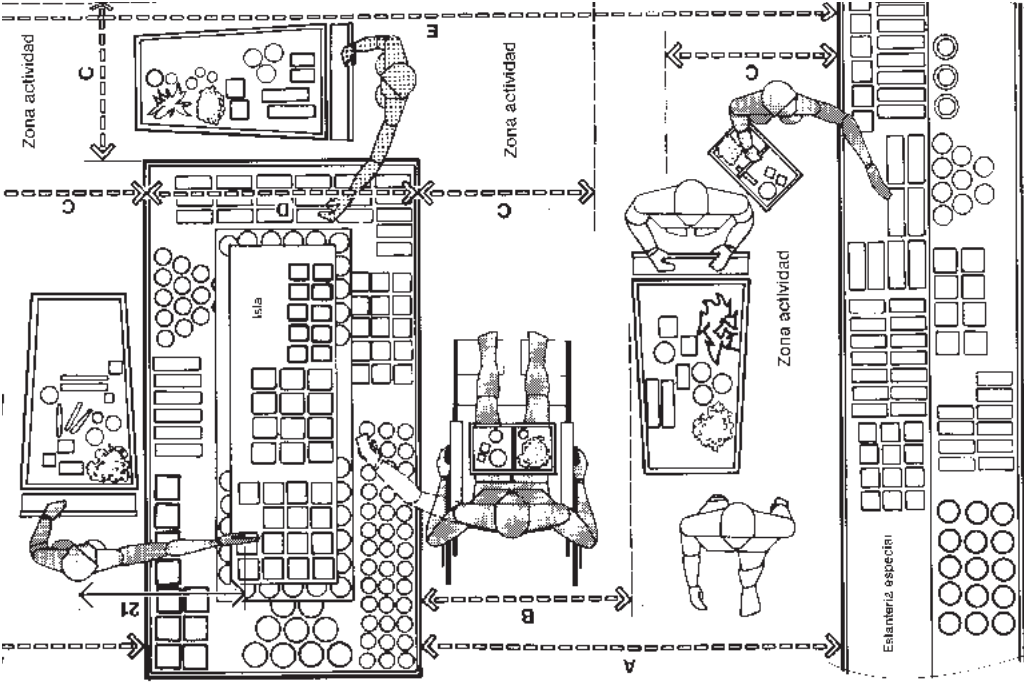 E
Zona actividad
C
Zona actividad
C
C
D
C
Isla
Zona actividad
21
B
Estantería especial
A